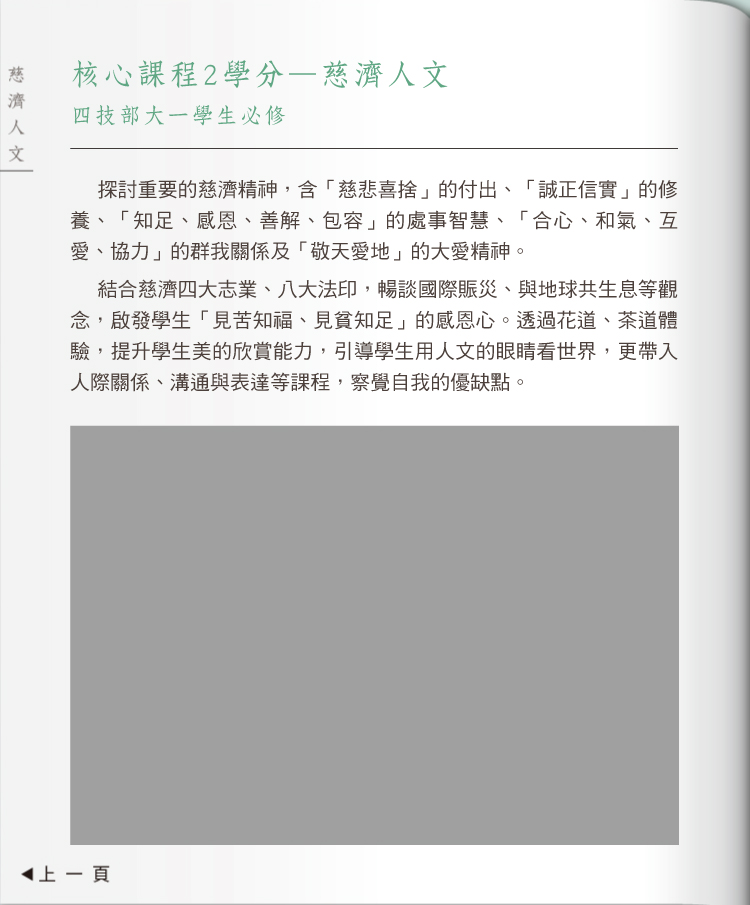 慈濟人文
核心課程2學分—慈濟人文
四技部大一學生必修
探討重要的慈濟精神，含「慈悲喜捨」的付出、「誠正信實」的修
養、「知足、感恩、善解、包容」的處事智慧、「合心、和氣、互
愛、協力」的群我關係及「敬天愛地」的大愛精神。
結合慈濟四大志業、八大法印，暢談國際賑災、與地球共生息等觀
念，啟發學生「見苦知福、見貧知足」的感恩心。透過花道、茶道體
驗，提升學生美的欣賞能力，引導學生用人文的眼睛看世界，更帶入
人際關係、溝通與表達等課程，察覺自我的優缺點。
◀上一頁